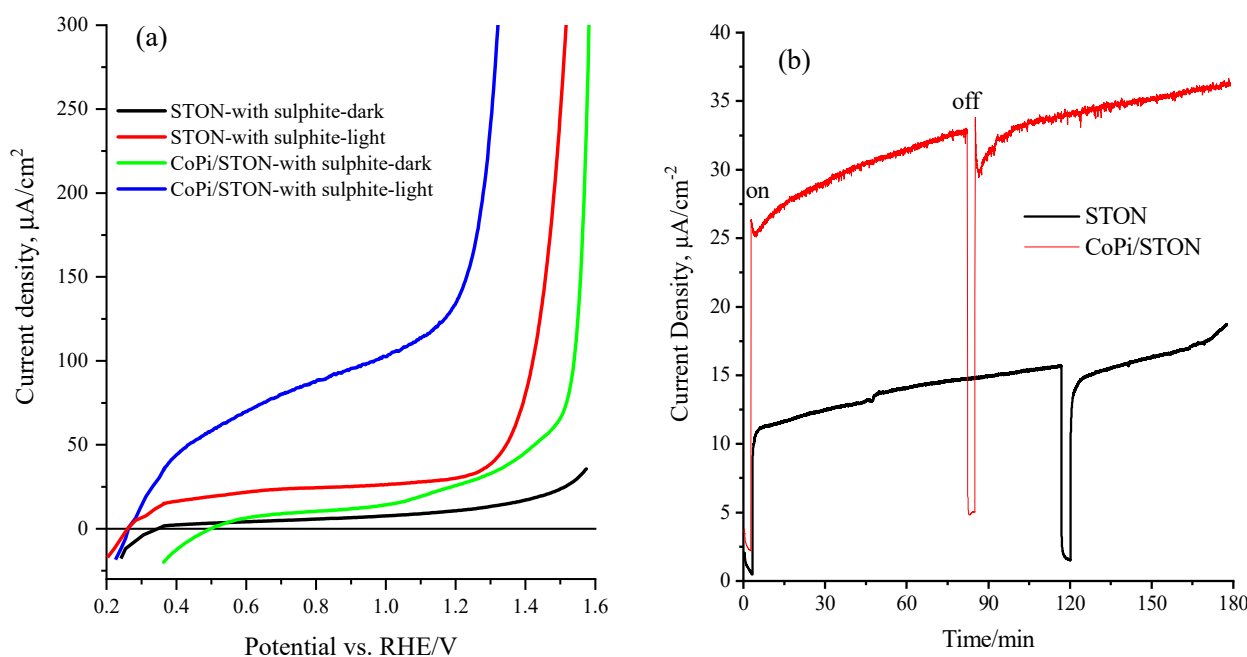 (a)
300
250
200
150
100
50
0
Current density, µA/cm²
STON-with sulphite-dark
STON-with sulphite-light
CoPi/STON-with sulphite-dark
CoPi/STON-with sulphite-light
0.2 0.4 0.6 0.8 1.0 1.2 1.4 1.6
Potential vs. RHE/V
(b)
40
35
30
25
20
15
10
5
0
Current Density, µA/cm⁻²
on
off
STON
CoPi/STON
0 30 60 90 120 150 180
Time/min